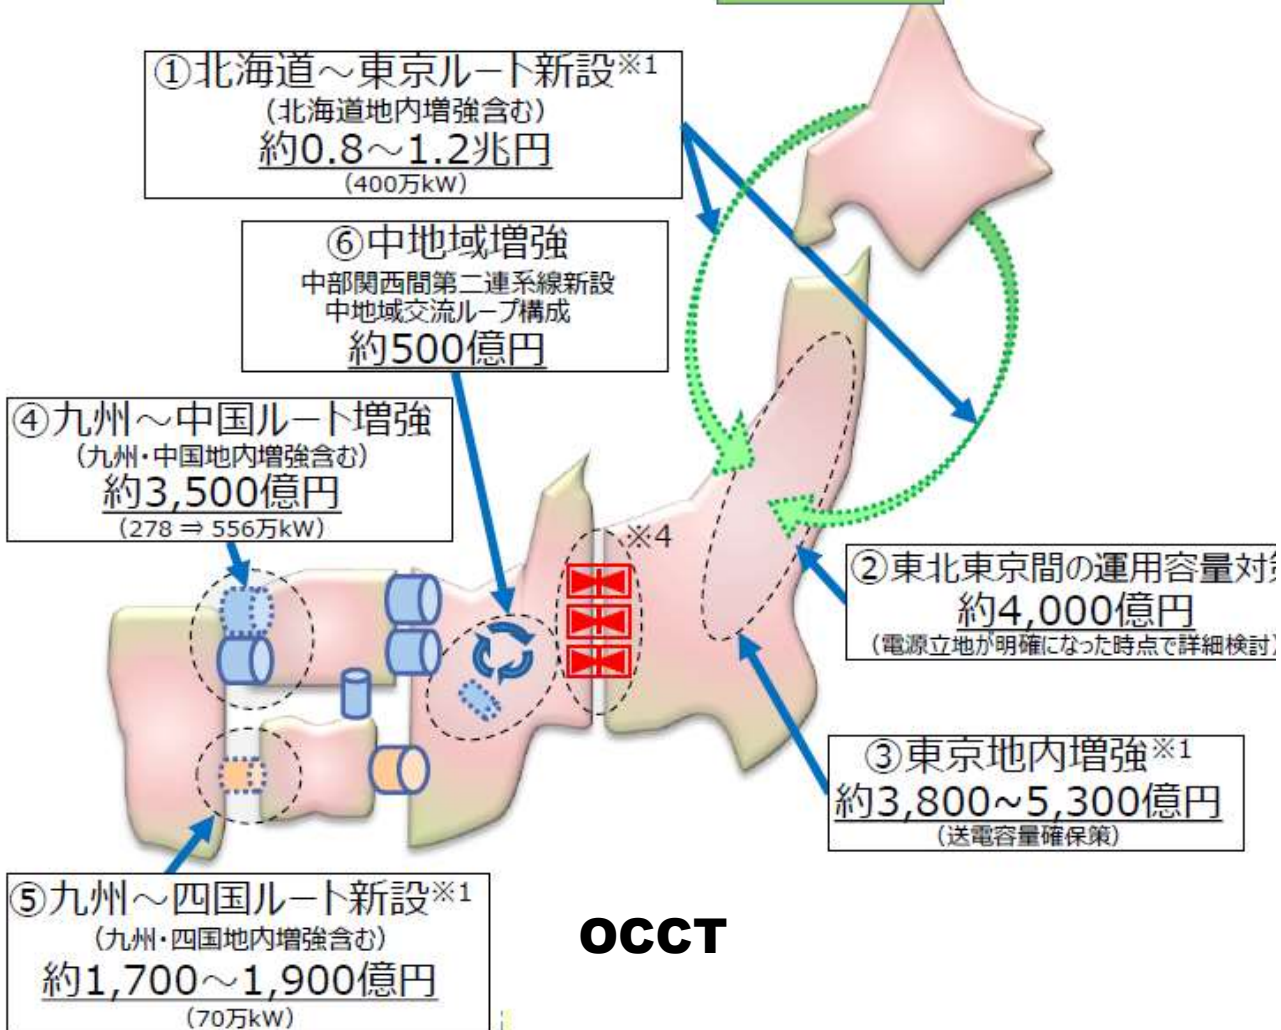 ①北海道～東京ルート新設※1
(北海道地内増強含む)
約0.8～1.2兆円
(400万kW)
⑥中地域増強
中部関西間第二連系線新設
中地域交流ループ構成
約500億円
④九州～中国ルート増強
(九州・中国地内増強含む)
約3,500億円
(278 ⇒ 556万kW)
※4
②東北東京間の運用容量対策
約4,000億円
(電源立地が明確になった時点で詳細検討)
③東京地内増強※1
約3,800~5,300億円
(送電容量確保策)
⑤九州～四国ルート新設※1
(九州・四国地内増強含む)
約1,700～1,900億円
(70万kW)
OCCT